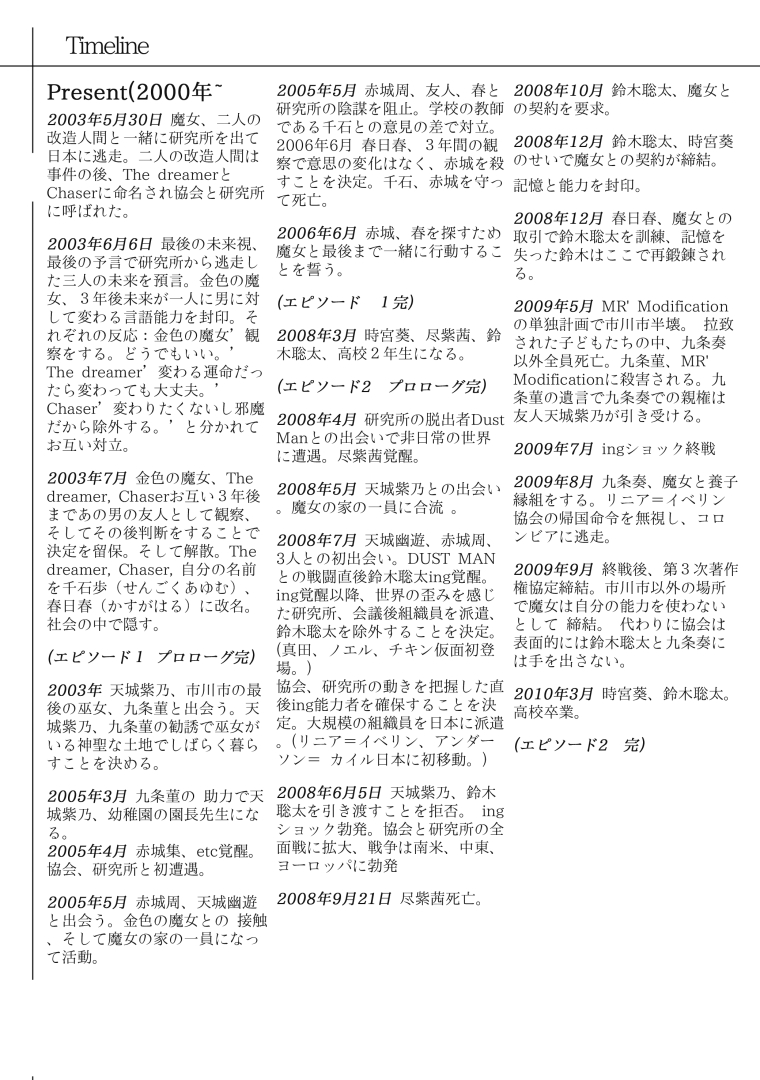 Timeline
Present(2000年~
2003年5月30日 魔女、二人の
改造人間と一緒に研究所を出て
日本に逃走。二人の改造人間は
事件の後、The dreamerと
Chaserに命名され協会と研究所
に呼ばれた。
2003年6月6日 最後の未来視、
最後の予言で研究所から逃走し
た三人の未来を預言。金色の魔
女、３年後未来が一人に男に対
して変わる言語能力を封印。そ
れぞれの反応：金色の魔女’観
察をする。どうでもいい。’
The dreamer’変わる運命だっ
たら変わっても大丈夫。’
Chaser’変わりたくないし邪魔
だから除外する。’と分かれて
お互い対立。
2003年7月 金色の魔女、The
dreamer, Chaserお互い３年後
まであの男の友人として観察、
そしてその後判断をすることで
決定を留保。そして解散。The
dreamer, Chaser, 自分の名前
を千石歩（せんごくあゆむ）、
春日春（かすがはる）に改名。
社会の中で隠す。
(エピソード１ プロローグ完)
2003年 天城紫乃、市川市の最
後の巫女、九条菫と出会う。天
城紫乃、九条菫の勧誘で巫女が
いる神聖な土地でしばらく暮ら
すことを決める。
2005年3月 九条菫の 助力で天
城紫乃、幼稚園の園長先生にな
る。
2005年4月 赤城集、etc覚醒。
協会、研究所と初遭遇。
2005年5月 赤城周、天城幽遊
と出会う。金色の魔女との 接触
、そして魔女の家の一員になっ
て活動。
2005年5月 赤城周、友人、春と
研究所の陰謀を阻止。学校の教師
である千石との意見の差で対立。
2006年6月 春日春、３年間の観
察で意思の変化はなく、赤城を殺
すことを決定。千石、赤城を守っ
て死亡。
2006年6月 赤城、春を探すため
魔女と最後まで一緒に行動するこ
とを誓う。
(エピソード １完)
2008年3月 時宮葵、尽紫茜、鈴
木聡太、高校２年生になる。
(エピソード2 プロローグ完)
2008年4月 研究所の脱出者Dust
Manとの出会いで非日常の世界
に遭遇。尽紫茜覚醒。
2008年5月 天城紫乃との出会い
。魔女の家の一員に合流 。
2008年7月 天城幽遊、赤城周、
3人との初出会い。DUST MAN
との戦闘直後鈴木聡太ing覚醒。
ing覚醒以降、世界の歪みを感じ
た研究所、会議後組織員を派遣、
鈴木聡太を除外することを決定。
(真田、ノエル、チキン仮面初登
場。)
協会、研究所の動きを把握した直
後ing能力者を確保することを決
定。大規模の組織員を日本に派遣
。(リニア＝イベリン、アンダー
ソン＝ カイル日本に初移動。)
2008年6月5日 天城紫乃、鈴木
聡太を引き渡すことを拒否。 ing
ショック勃発。協会と研究所の全
面戦に拡大、戦争は南米、中東、
ヨーロッパに勃発
2008年9月21日 尽紫茜死亡。
2008年10月 鈴木聡太、魔女と
の契約を要求。
2008年12月 鈴木聡太、時宮葵
のせいで魔女との契約が締結。
記憶と能力を封印。
2008年12月 春日春、魔女との
取引で鈴木聡太を訓練、記憶を
失った鈴木はここで再鍛錬され
る。
2009年5月 MR' Modification
の単独計画で市川市半壊。 拉致
された子どもたちの中、九条奏
以外全員死亡。九条菫、MR'
Modificationに殺害される。九
条菫の遺言で九条奏での親権は
友人天城紫乃が引き受ける。
2009年7月 ingショック終戦
2009年8月 九条奏、魔女と養子
縁組をする。リニア＝イベリン
協会の帰国命令を無視し、コロ
ンビアに逃走。
2009年9月 終戦後、第３次著作
権協定締結。市川市以外の場所
で魔女は自分の能力を使わない
として 締結。 代わりに協会は
表面的には鈴木聡太と九条奏に
は手を出さない。
2010年3月 時宮葵、鈴木聡太。
高校卒業。
(エピソード2 完)